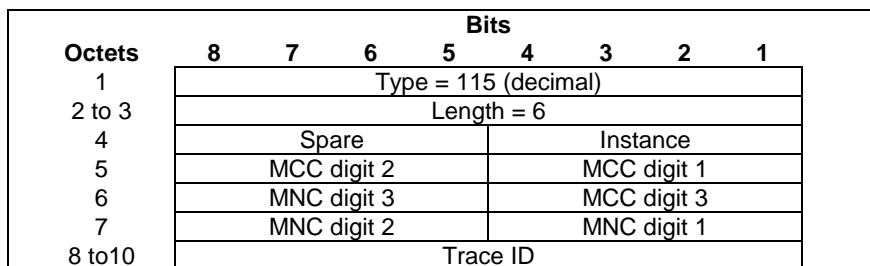 Bits
Octets 8 7 6 5 4 3 2 1
1 Type = 115 (decimal)
2 to 3 Length = 6
4 Spare Instance
5 MCC digit 2 MCC digit 1
6 MNC digit 3 MCC digit 3
7 MNC digit 2 MNC digit 1
8 to10 Trace ID